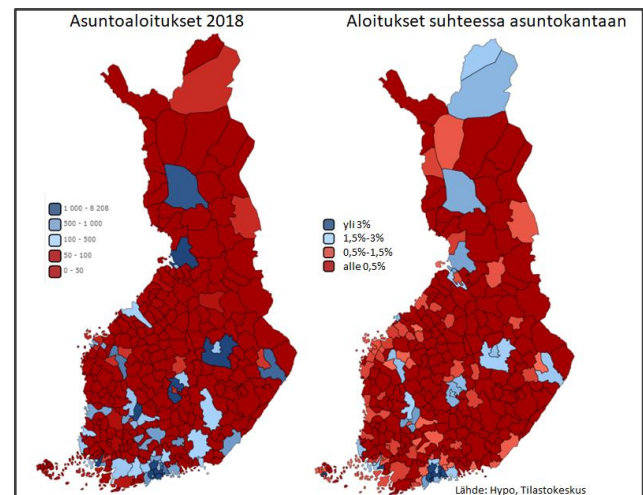 Asuntoaloitukset 2018
Aloitukset suhteessa asuntokantaan
1 000 - 8 208
500 - 1 000
100 - 500
50 - 100
0 - 50
yli 3%
1,5%-3%
0,5%-1,5%
alle 0,5%
Lähde: Hypo, Tilastokeskus